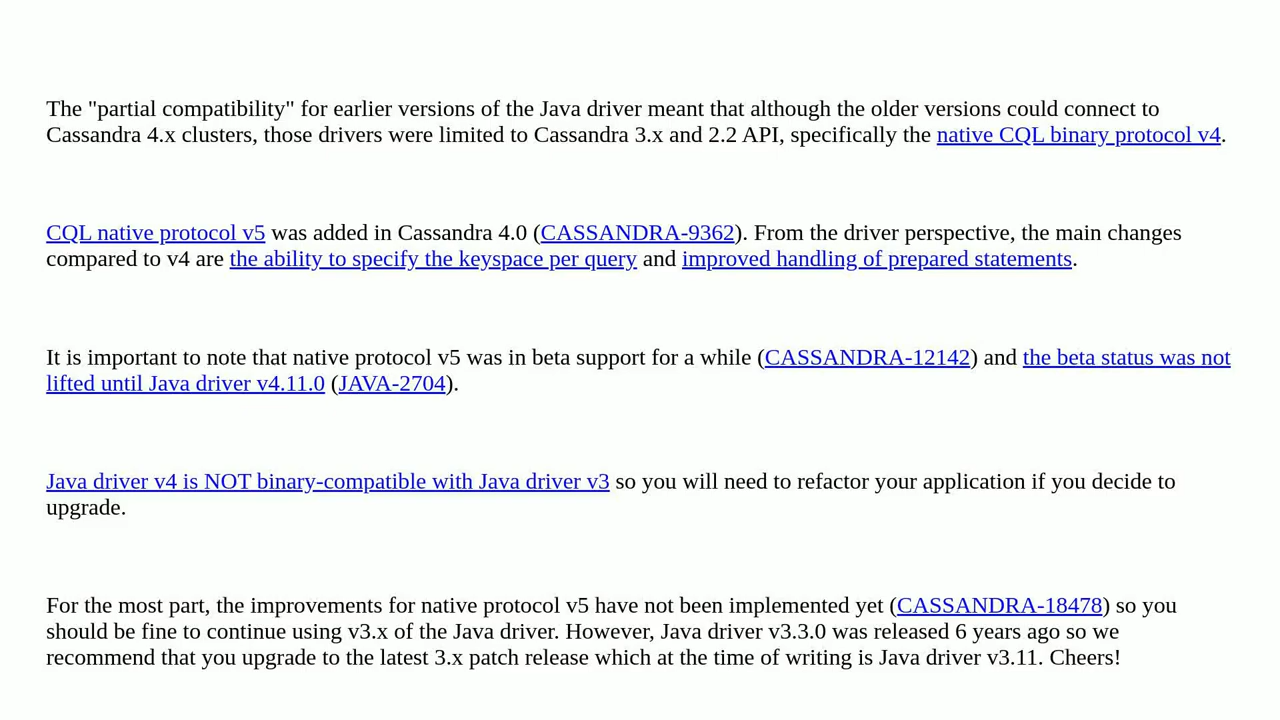 The "partial compatibility" for earlier versions of the Java driver meant that although the older versions could connect to
Cassandra 4.x clusters, those drivers were limited to Cassandra 3.x and 2.2 API, specifically the native CQL binary protocol v4.
CQL native protocol v5 was added in Cassandra 4.0 (CASSANDRA-9362). From the driver perspective, the main changes
compared to v4 are the ability to specify the keyspace per query and improved handling of prepared statements.
It is important to note that native protocol v5 was in beta support for a while (CASSANDRA-12142) and the beta status was not
lifted until Java driver v4.11.0 (JAVA-2704).
Java driver v4 is NOT binary-compatible with Java driver v3 so you will need to refactor your application if you decide to
upgrade.
For the most part, the improvements for native protocol v5 have not been implemented yet (CASSANDRA-18478) so you
should be fine to continue using v3.x of the Java driver. However, Java driver v3.3.0 was released 6 years ago so we
recommend that you upgrade to the latest 3.x patch release which at the time of writing is Java driver v3.11. Cheers!